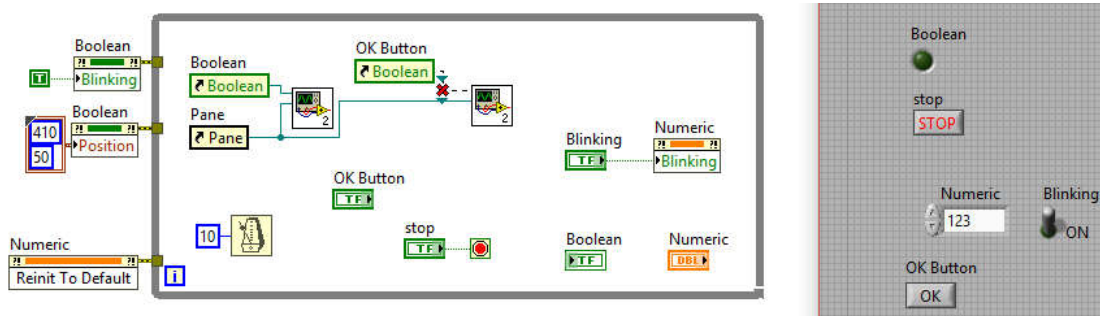 Boolean
?! ?!
Blinking
T
Boolean
?! ?!
Position
410
50
Numeric
?! ?!
Reinit To Default
Boolean
Boolean
Pane
Pane
2
OK Button
Boolean
2
OK Button
TF
10
i
stop
TF
Blinking
TF
Numeric
?! ?!
Blinking
Boolean
TF
Numeric
DBL
Boolean
stop
STOP
Numeric
123
Blinking
ON
OK Button
OK